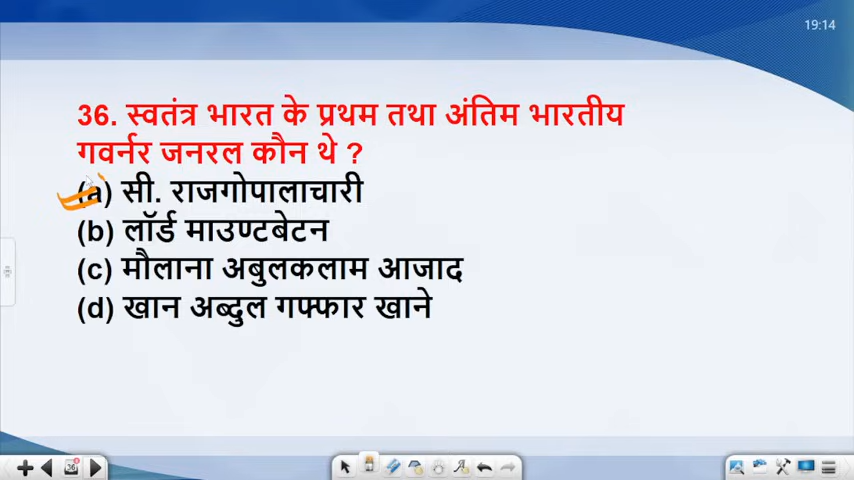 19:14
36. स्वतंत्र भारत के प्रथम तथा अंतिम भारतीय
गवर्नर जनरल कौन थे ?
(a) सी. राजगोपालाचारी
(b) लॉर्ड माउण्टबेटन
(c) मौलाना अबुलकलाम आजाद
(d) खान अब्दुल गफ्फार खाने
36